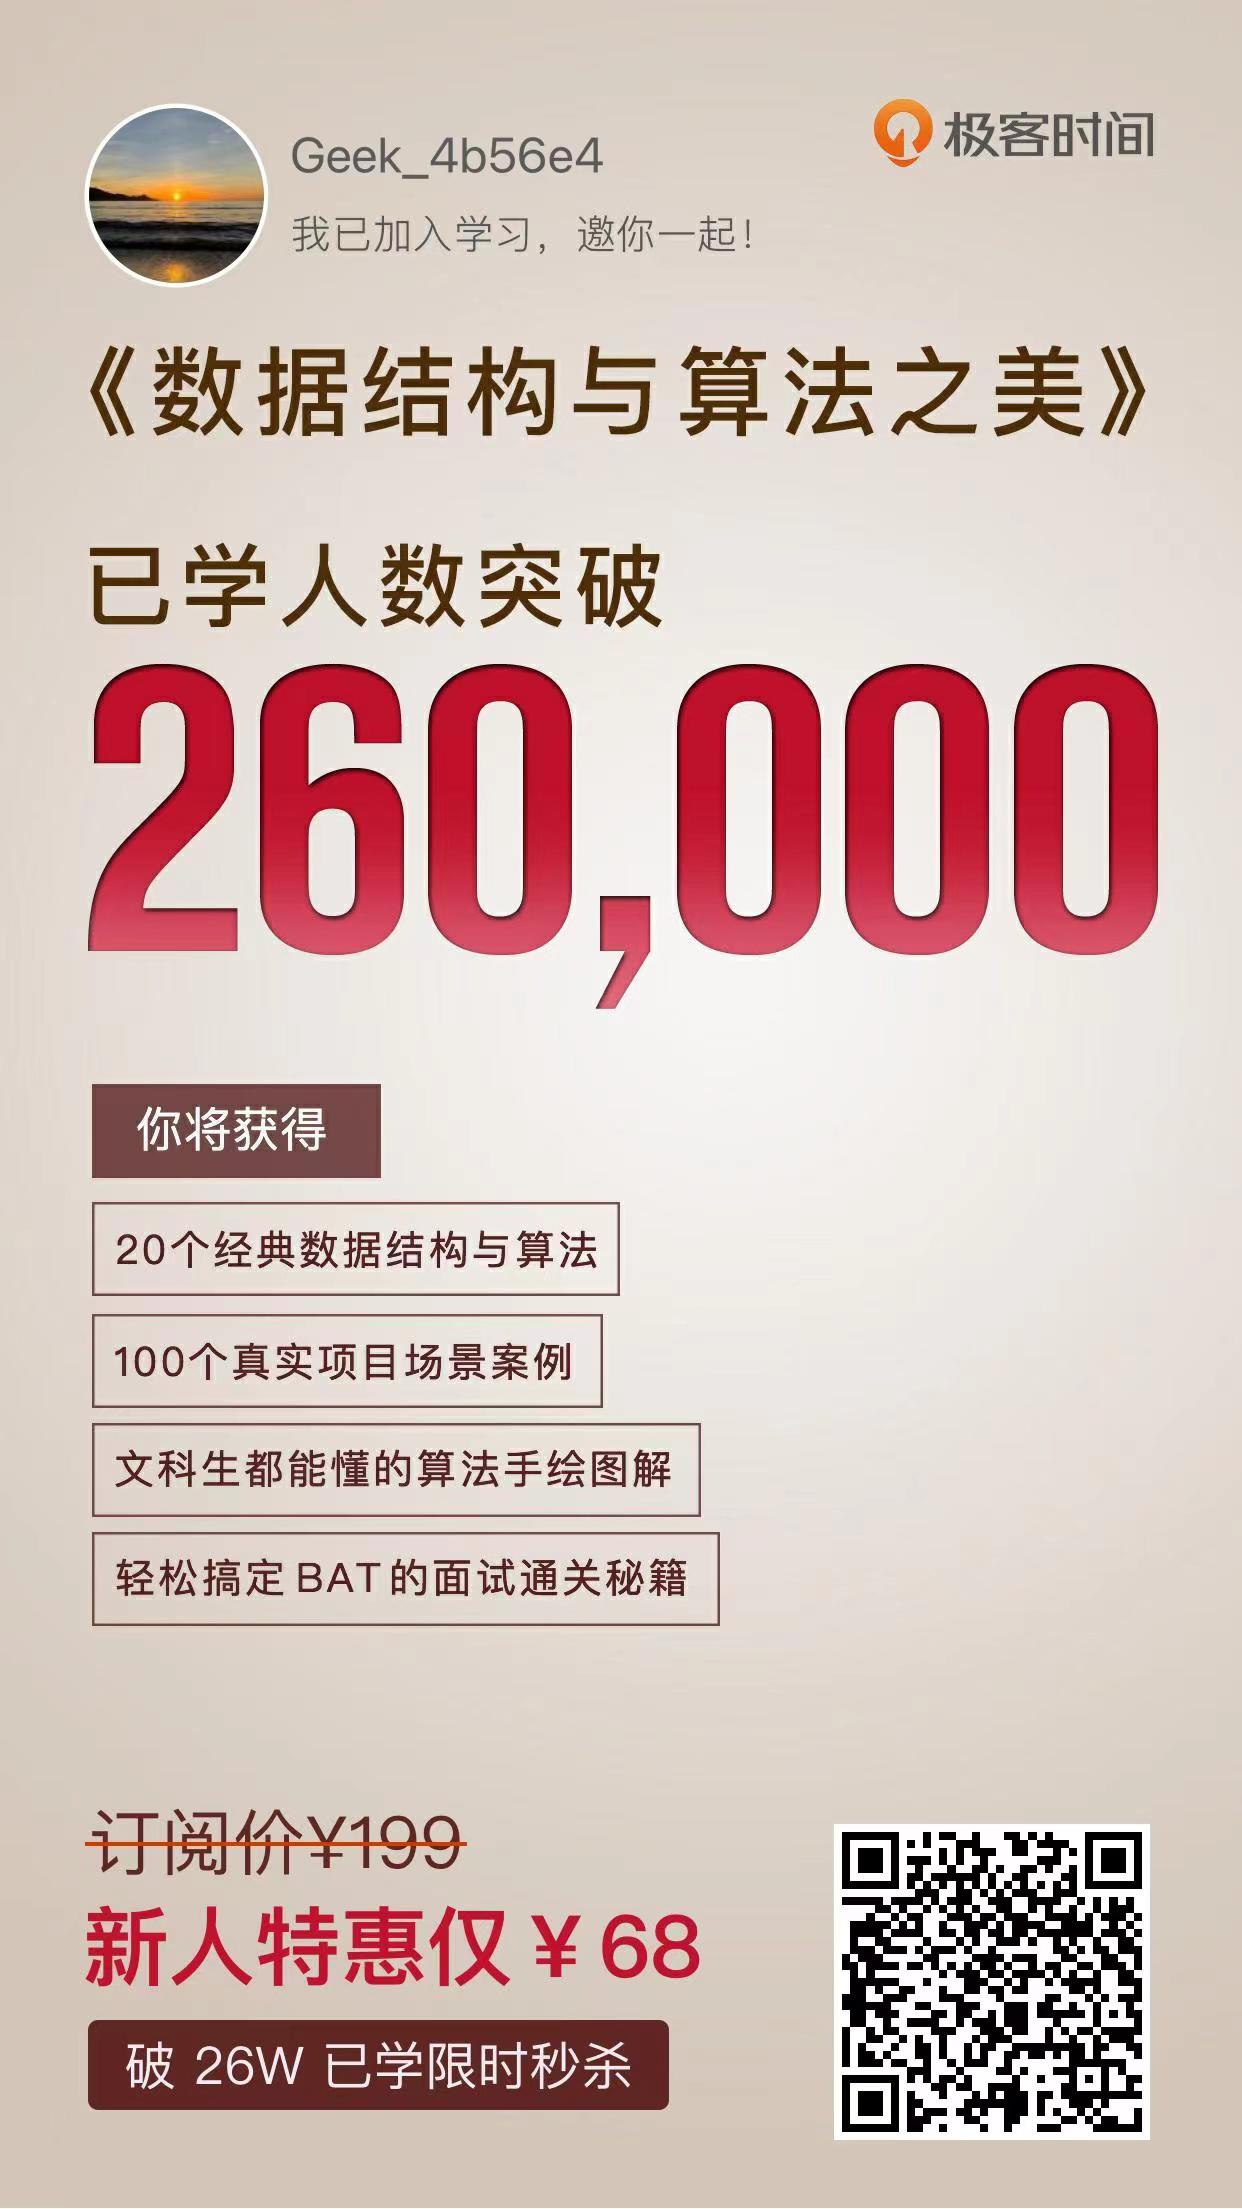 极客时间
Geek_4b56e4
我已加入学习，邀你一起！
《数据结构与算法之美》
已学人数突破
260,000
你将获得
20个经典数据结构与算法
100个真实项目场景案例
文科生都能懂的算法手绘图解
轻松搞定BAT的面试通关秘籍
订阅价¥199
新人特惠仅¥68
破 26W 已学限时秒杀